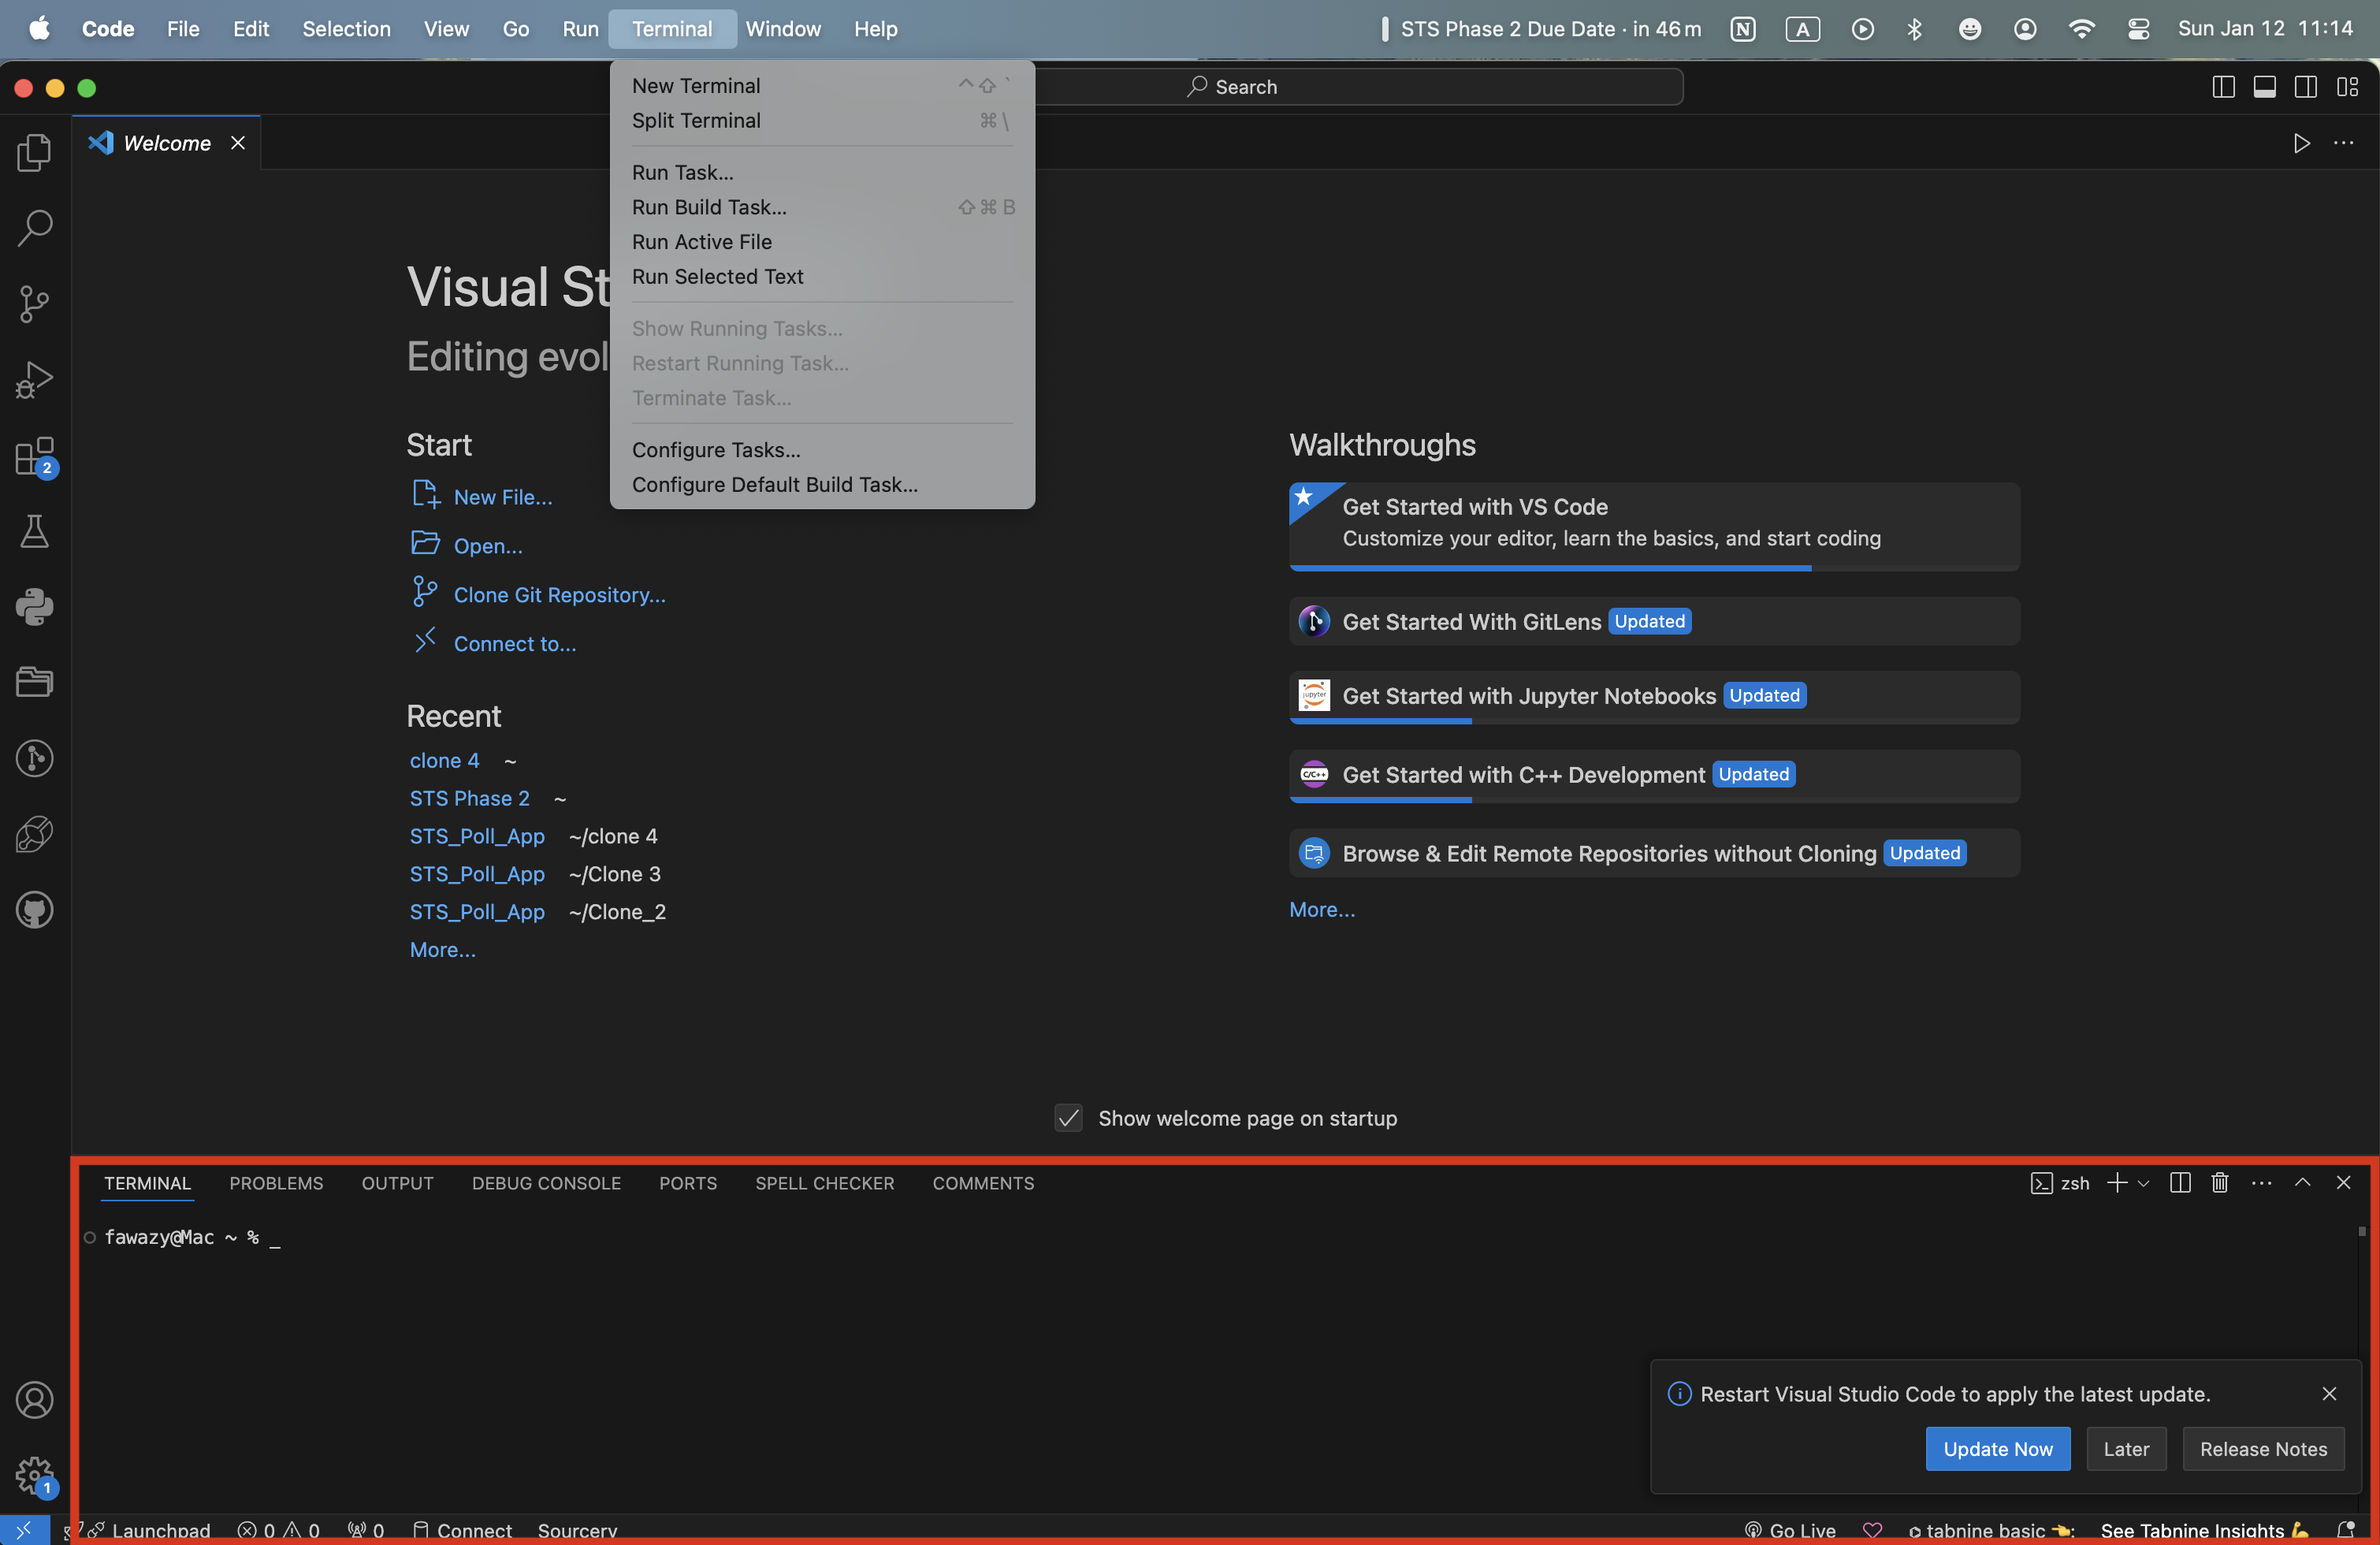 Code File Edit Selection View Go Run Terminal Window Help STS Phase 2 Due Date · in 46m N A Sun Jan 12 11:14
Search
Welcome
New Terminal ^⇧`
Split Terminal ⌘\
Run Task...
Run Build Task... ⇧⌘B
Run Active File
Run Selected Text
Show Running Tasks...
Restart Running Task...
Terminate Task...
Configure Tasks...
Configure Default Build Task...
Visual St
Editing evol
Start
New File...
Open...
Clone Git Repository...
Connect to...
Recent
clone 4 ~
STS Phase 2 ~
STS_Poll_App ~/clone 4
STS_Poll_App ~/Clone 3
STS_Poll_App ~/Clone_2
More...
Walkthroughs
Get Started with VS Code
Customize your editor, learn the basics, and start coding
Get Started With GitLens Updated
jupyter
Get Started with Jupyter Notebooks Updated
C/C++
Get Started with C++ Development Updated
Browse & Edit Remote Repositories without Cloning Updated
More...
2
Show welcome page on startup
TERMINAL PROBLEMS OUTPUT DEBUG CONSOLE PORTS SPELL CHECKER COMMENTS zsh
fawazy@Mac ~ % _
Restart Visual Studio Code to apply the latest update.
Update Now Later Release Notes
1
Launchpad 0 0 0 Connect Sourcery Go Live tabnine basic 👈: See Tabnine Insights 💪